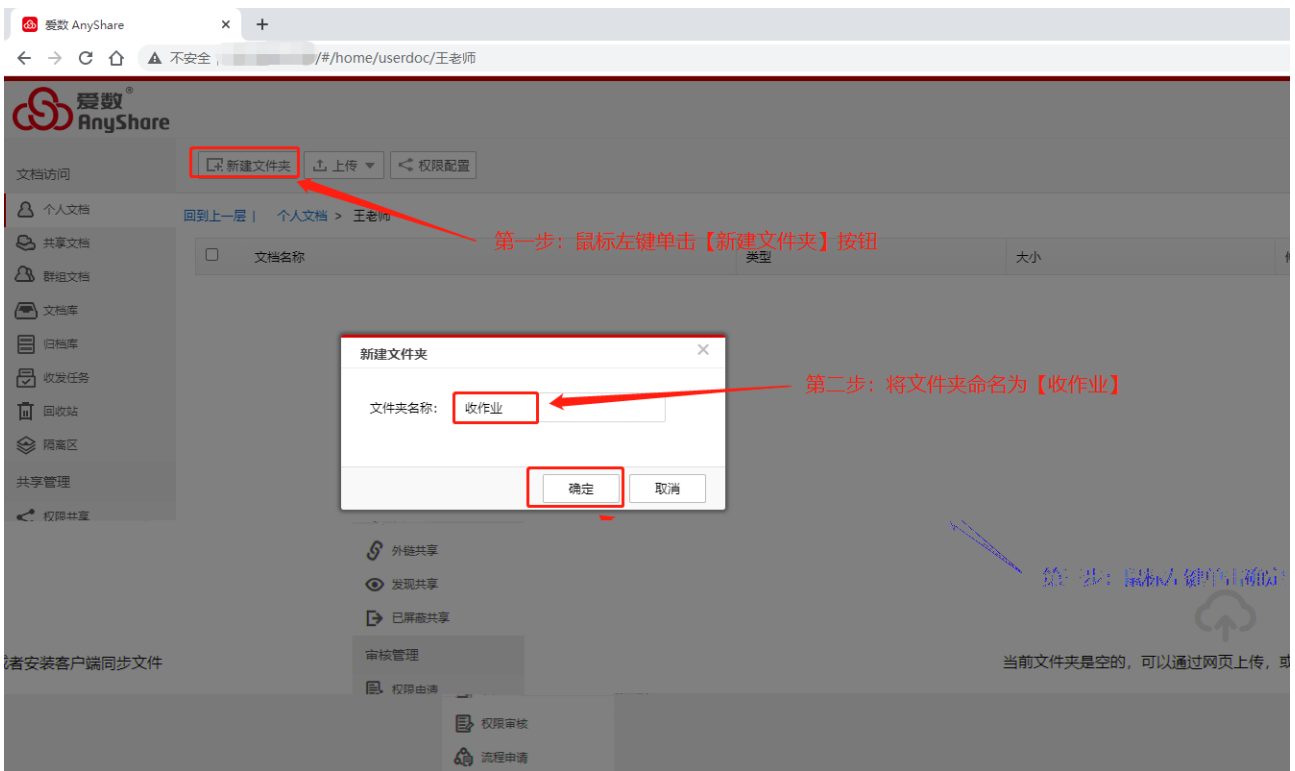 爱数 AnyShare
不安全
/#/home/userdoc/王老师
爱数®
AnyShare
新建文件夹 上传 权限配置
文档访问
个人文档
共享文档
群组文档
文档库
归档库
收发任务
回收站
隔离区
共享管理
权限共享
回到上一层 | 个人文档 > 王老师
第一步：鼠标左键单击【新建文件夹】按钮
文档名称 类型 大小
新建文件夹
文件夹名称： 收作业
第二步：将文件夹命名为【收作业】
确定 取消
外链共享
发现共享
已屏蔽共享
审核管理
权限申请
权限审核
流程申请
鼠标左键单击确定
者安装客户端同步文件
当前文件夹是空的，可以通过网页上传，或